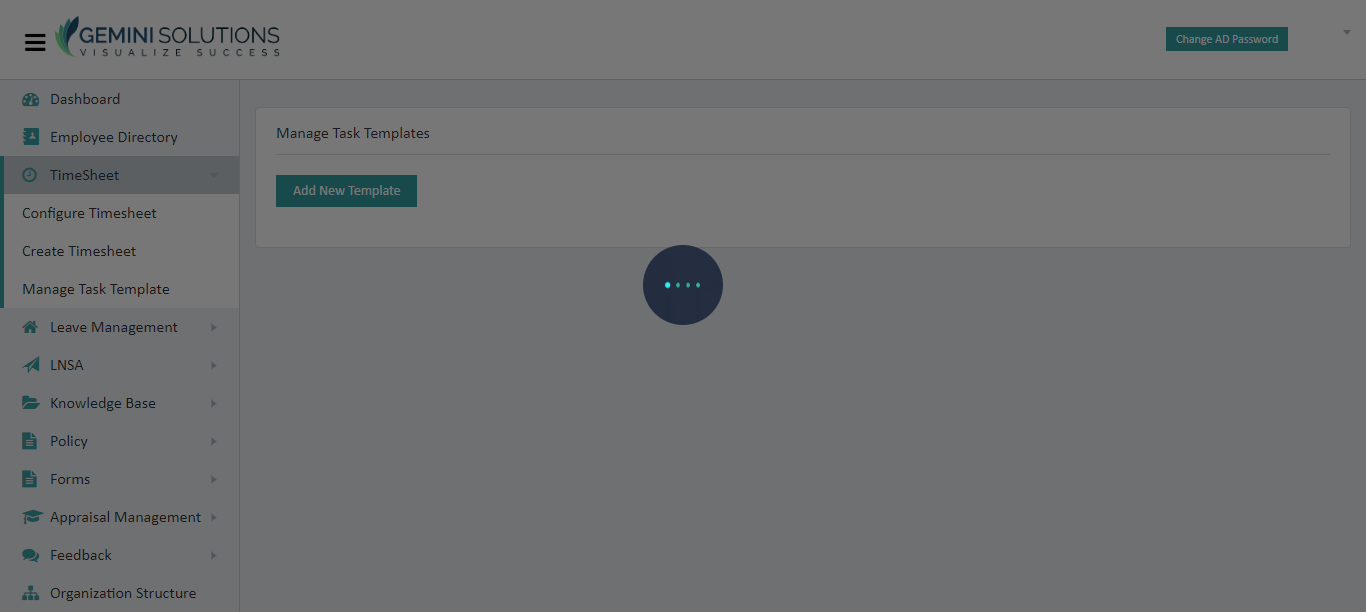 GEMINI SOLUTIONS
VISUALIZE SUCCESS
Change AD Password
Dashboard
Employee Directory
TimeSheet
Configure Timesheet
Create Timesheet
Manage Task Template
Leave Management
LNSA
Knowledge Base
Policy
Forms
Appraisal Management
Feedback
Organization Structure
Manage Task Templates
Add New Template